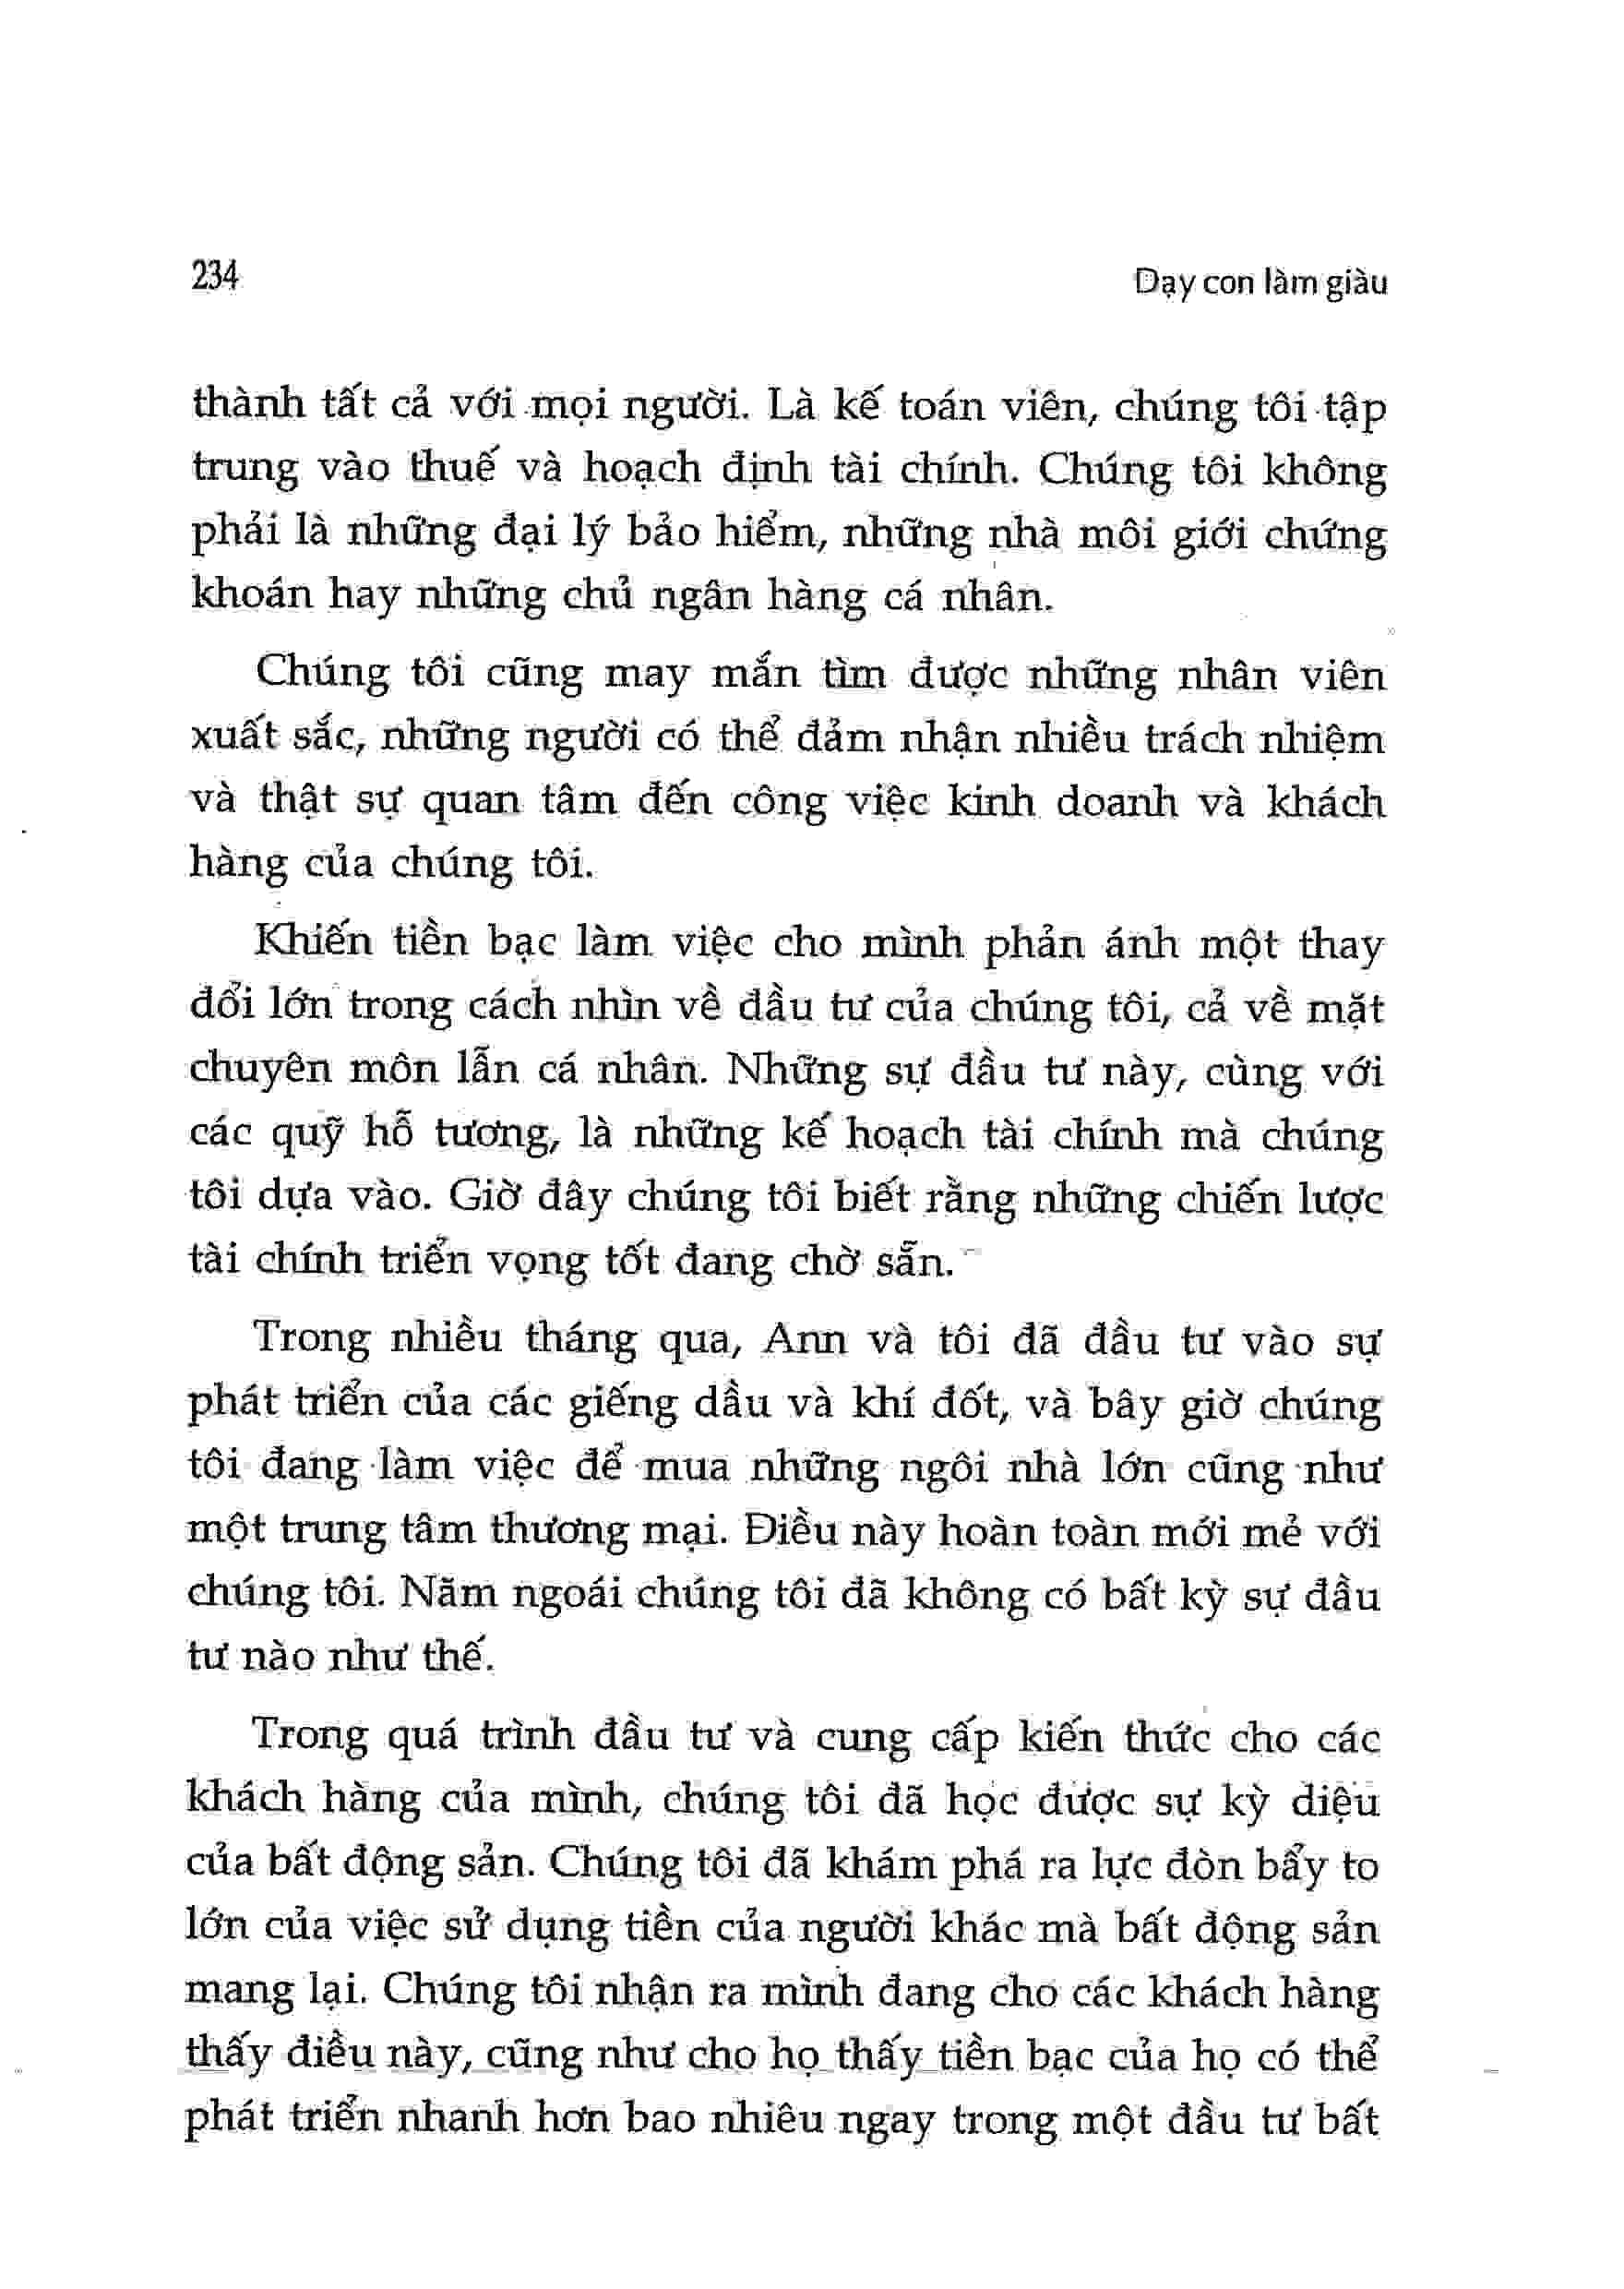 234
Dạy con làm giàu
thành tất cả với mọi người. Là kế toán viên, chúng tôi tập
trung vào thuế và hoạch định tài chính. Chúng tôi không
phải là những đại lý bảo hiểm, những nhà môi giới chứng
khoán hay những chủ ngân hàng cá nhân.
Chúng tôi cũng may mắn tìm được những nhân viên
xuất sắc, những người có thể đảm nhận nhiều trách nhiệm
và thật sự quan tâm đến công việc kinh doanh và khách
hàng của chúng tôi.
Khiến tiền bạc làm việc cho mình phản ánh một thay
đổi lớn trong cách nhìn về đầu tư của chúng tôi, cả về mặt
chuyên môn lẫn cá nhân. Những sự đầu tư này, cùng với
các quỹ hỗ tương, là những kế hoạch tài chính mà chúng
tôi dựa vào. Giờ đây chúng tôi biết rằng những chiến lược
tài chính triển vọng tốt đang chờ sẵn.
Trong nhiều tháng qua, Ann và tôi đã đầu tư vào sự
phát triển của các giếng dầu và khí đốt, và bây giờ chúng
tôi đang làm việc để mua những ngôi nhà lớn cũng như
một trung tâm thương mại. Điều này hoàn toàn mới mẻ với
chúng tôi. Năm ngoái chúng tôi đã không có bất kỳ sự đầu
tư nào như thế.
Trong quá trình đầu tư và cung cấp kiến thức cho các
khách hàng của mình, chúng tôi đã học được sự kỳ diệu
của bất động sản. Chúng tôi đã khám phá ra lực đòn bẩy to
lớn của việc sử dụng tiền của người khác mà bất động sản
mang lại. Chúng tôi nhận ra mình đang cho các khách hàng
thấy điều này, cũng như cho họ thấy tiền bạc của họ có thể
phát triển nhanh hơn bao nhiêu ngay trong một đầu tư bất